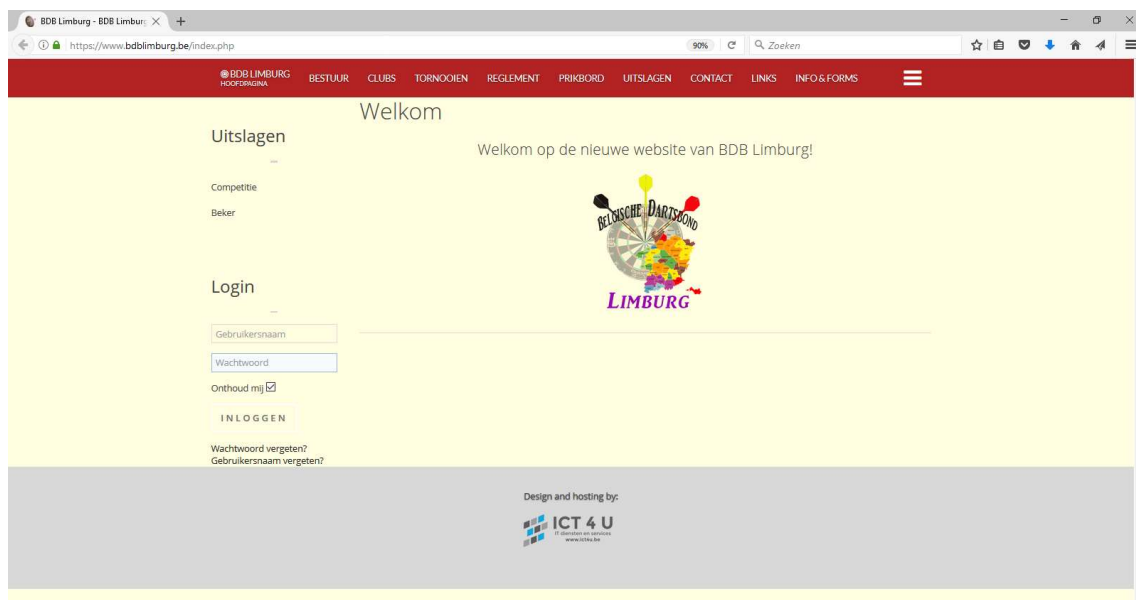 BDB Limburg - BDB Limbur
https://www.bdblimburg.be/index.php
90%
Zoeken
BDB LIMBURG
HOOFDPAGINA
BESTUUR CLUBS TORNOOIEN REGLEMENT PRIKBORD UITSLAGEN CONTACT LINKS INFO & FORMS
Welkom
Uitslagen
Welkom op de nieuwe website van BDB Limburg!
Competitie
Beker
BELGISCHE DARTSBOND
LIMBURG
Login
Gebruikersnaam
Wachtwoord
Onthoud mij
INLOGGEN
Wachtwoord vergeten?
Gebruikersnaam vergeten?
Design and hosting by:
ICT 4 U
IT diensten en services
www.ict4u.be